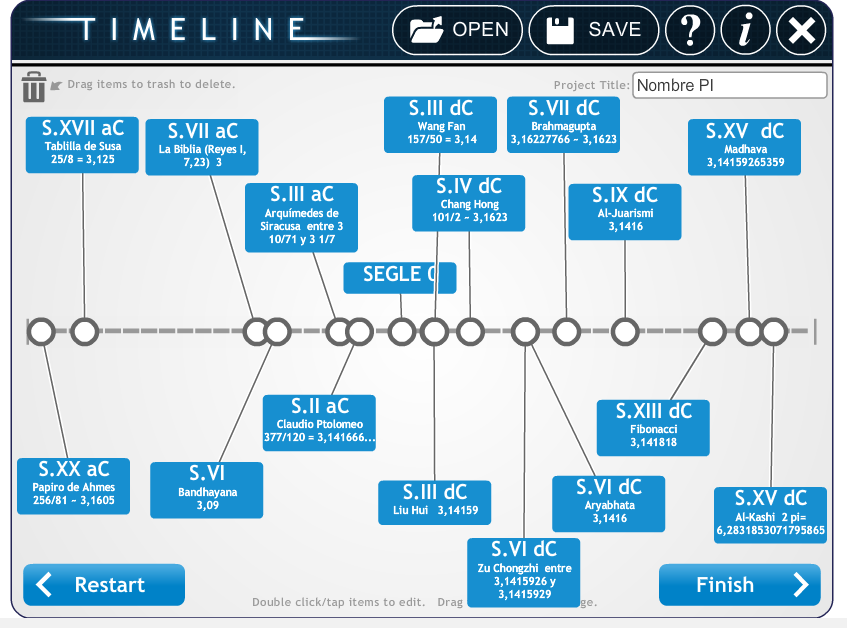 TIMELINE
OPEN
SAVE
?
i
Drag items to trash to delete.
Project Title:
Nombre PI
S.XVII aC
Tablilla de Susa
25/8 = 3,125
S.VII aC
La Biblia (Reyes I,
7,23)  3
S.III aC
Arquímedes de
Siracusa  entre 3
10/71 y 3 1/7
SEGLE 0
S.III dC
Wang Fan
157/50 = 3,14
S.IV dC
Chang Hong
101/2 ~ 3,1623
S.VII dC
Brahmagupta
3,16227766 ~ 3,1623
S.IX dC
Al-Juarismi
3,1416
S.XV  dC
Madhava
3,14159265359
S.XX aC
Papiro de Ahmes
256/81 ~ 3,1605
S.VI
Bandhayana
3,09
S.II aC
Claudio Ptolomeo
377/120 = 3,141666...
S.III dC
Liu Hui   3,14159
S.VI dC
Zu Chongzhi  entre
3,1415926 y
3,1415929
S.VI dC
Aryabhata
3,1416
S.XIII dC
Fibonacci
3,141818
S.XV dC
Al-Kashi  2 pi=
6,2831853071795865
Restart
Double click/tap items to edit.   Drag
ge.
Finish